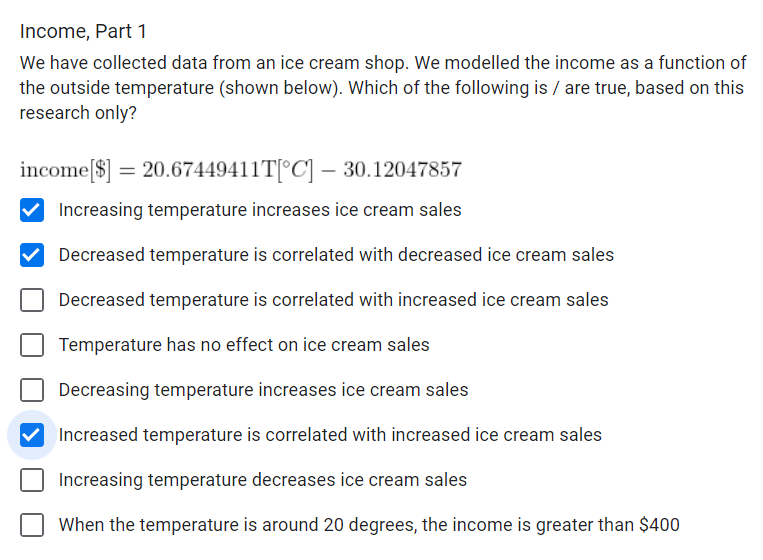 Income, Part 1
We have collected data from an ice cream shop. We modelled the income as a function of
the outside temperature (shown below). Which of the following is / are true, based on this
research only?
income[$] = 20.67449411T[°C] − 30.12047857
Increasing temperature increases ice cream sales
Decreased temperature is correlated with decreased ice cream sales
Decreased temperature is correlated with increased ice cream sales
Temperature has no effect on ice cream sales
Decreasing temperature increases ice cream sales
Increased temperature is correlated with increased ice cream sales
Increasing temperature decreases ice cream sales
When the temperature is around 20 degrees, the income is greater than $400